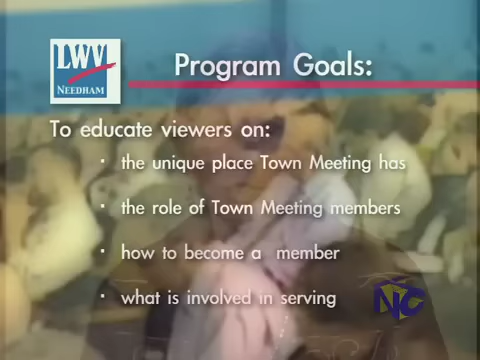 LWV
NEEDHAM
Program Goals:
To educate viewers on:
· the unique place Town Meeting has
· the role of Town Meeting members
· how to become a member
· what is involved in serving
NC